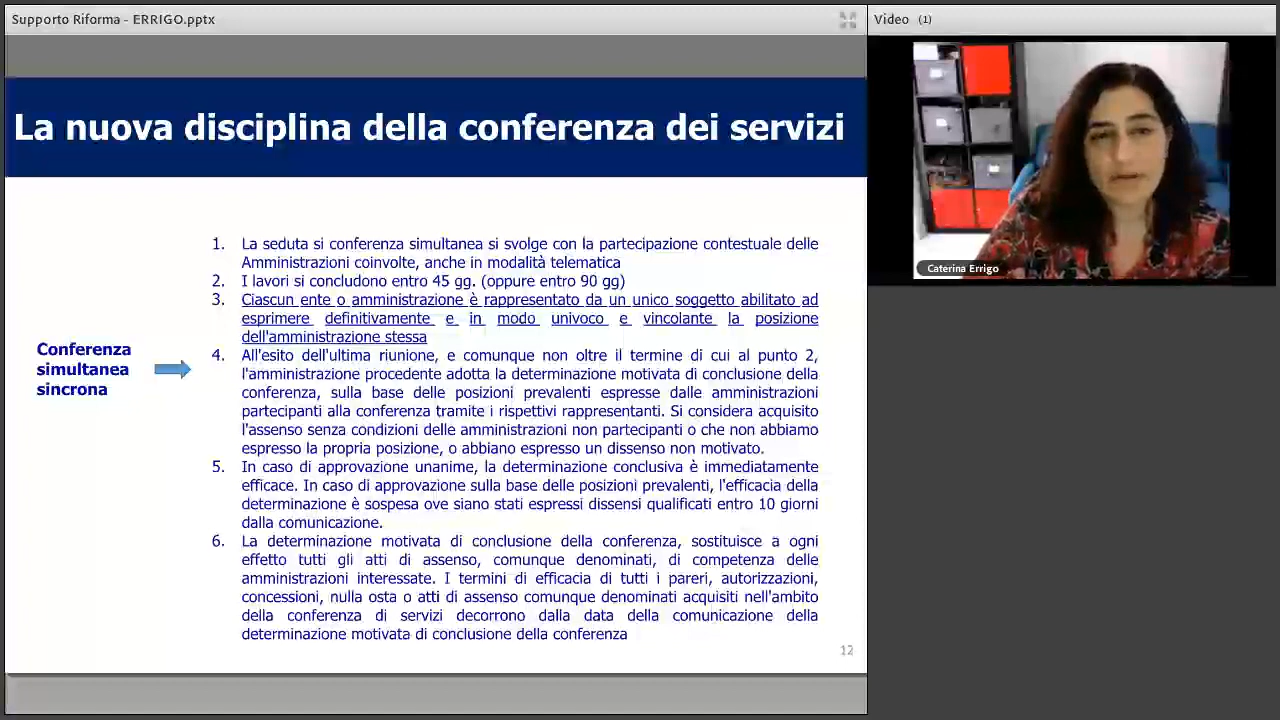 Supporto Riforma - ERRIGO.pptx
Video (1)
La nuova disciplina della conferenza dei servizi
Caterina Errigo
Conferenza
simultanea
sincrona
1. La seduta si conferenza simultanea si svolge con la partecipazione contestuale delle
Amministrazioni coinvolte, anche in modalità telematica
2. I lavori si concludono entro 45 gg. (oppure entro 90 gg)
3. Ciascun ente o amministrazione è rappresentato da un unico soggetto abilitato ad
esprimere definitivamente e in modo univoco e vincolante la posizione
dell'amministrazione stessa
4. All'esito dell'ultima riunione, e comunque non oltre il termine di cui al punto 2,
l'amministrazione procedente adotta la determinazione motivata di conclusione della
conferenza, sulla base delle posizioni prevalenti espresse dalle amministrazioni
partecipanti alla conferenza tramite i rispettivi rappresentanti. Si considera acquisito
l'assenso senza condizioni delle amministrazioni non partecipanti o che non abbiamo
espresso la propria posizione, o abbiano espresso un dissenso non motivato.
5. In caso di approvazione unanime, la determinazione conclusiva è immediatamente
efficace. In caso di approvazione sulla base delle posizioni prevalenti, l'efficacia della
determinazione è sospesa ove siano stati espressi dissensi qualificati entro 10 giorni
dalla comunicazione.
6. La determinazione motivata di conclusione della conferenza, sostituisce a ogni
effetto tutti gli atti di assenso, comunque denominati, di competenza delle
amministrazioni interessate. I termini di efficacia di tutti i pareri, autorizzazioni,
concessioni, nulla osta o atti di assenso comunque denominati acquisiti nell'ambito
della conferenza di servizi decorrono dalla data della comunicazione della
determinazione motivata di conclusione della conferenza
12